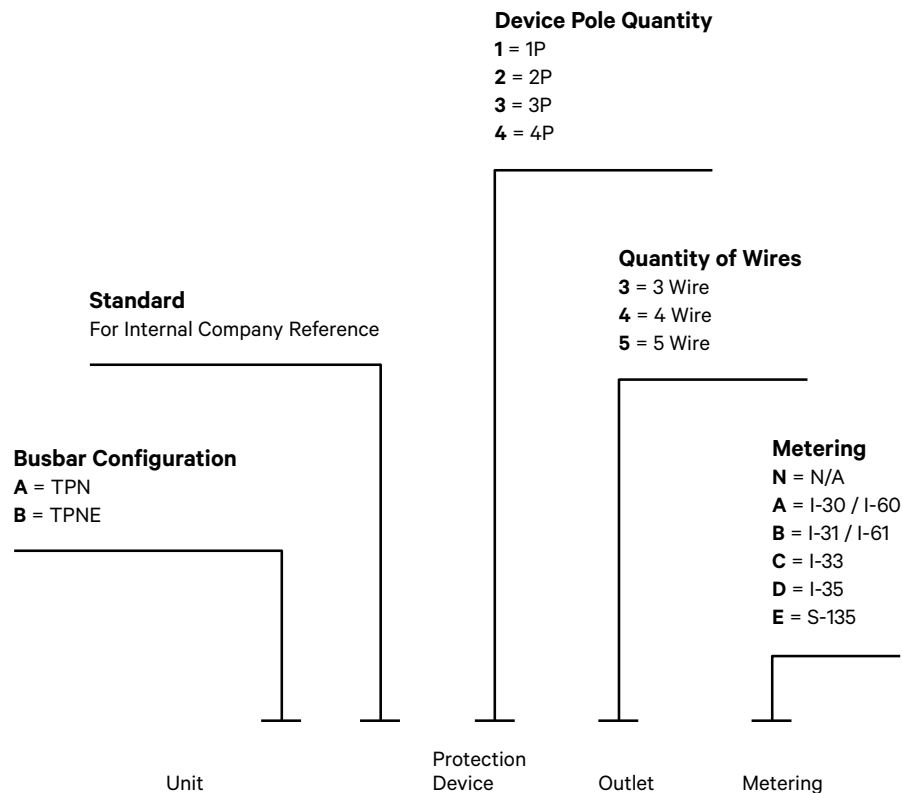 Device Pole Quantity
1 = 1P
2 = 2P
3 = 3P
4 = 4P
Quantity of Wires
3 = 3 Wire
4 = 4 Wire
5 = 5 Wire
Standard
For Internal Company Reference
Busbar Configuration
A = TPN
B = TPNE
Metering
N = N/A
A = I-30 / I-60
B = I-31 / I-61
C = I-33
D = I-35
E = S-135
Unit
Protection
Device
Outlet
Metering